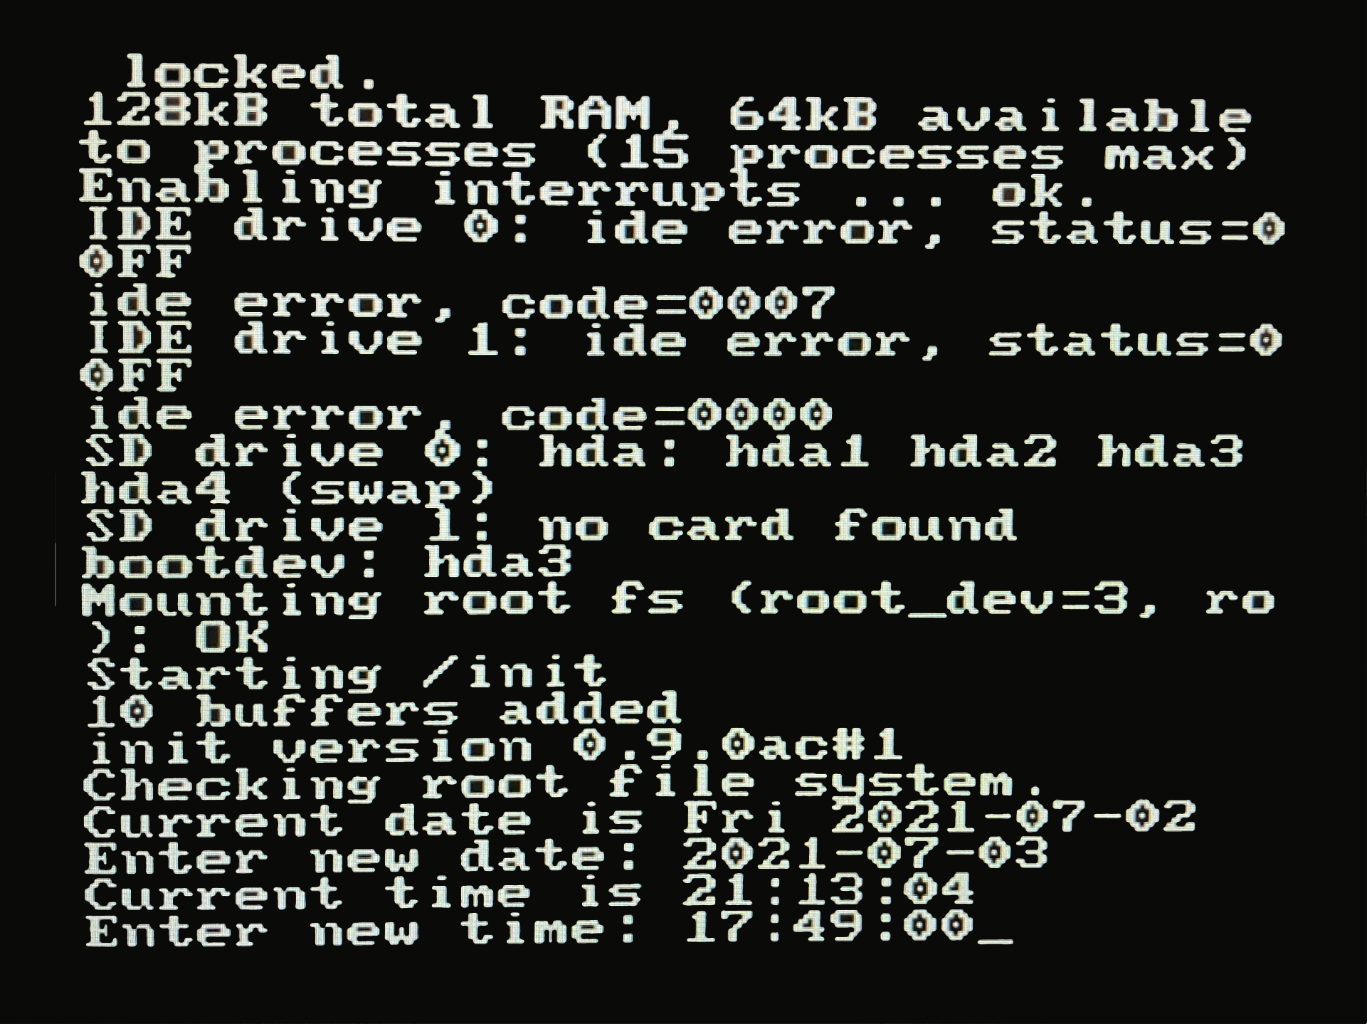 locked.
128kB total RAM, 64kB available
to processes (15 processes max)
Enabling interrupts ... ok.
IDE drive 0: ide error, status=0
0FF
ide error, code=0007
IDE drive 1: ide error, status=0
0FF
ide error, code=0000
SD drive 0: hda: hda1 hda2 hda3
hda4 (swap)
SD drive 1: no card found
bootdev: hda3
Mounting root fs (root_dev=3, ro
): OK
Starting /init
10 buffers added
init version 0.9.0ac#1
Checking root file system.
Current date is Fri 2021-07-02
Enter new date: 2021-07-03
Current time is 21:13:04
Enter new time: 17:49:00_